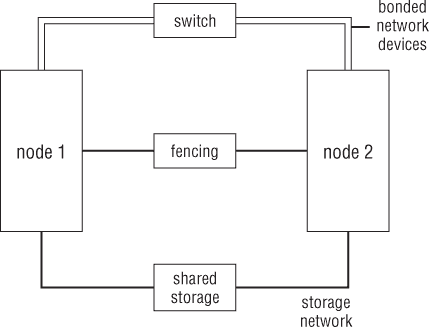 bonded
network
devices
switch
node 1
fencing
node 2
shared
storage
storage
network